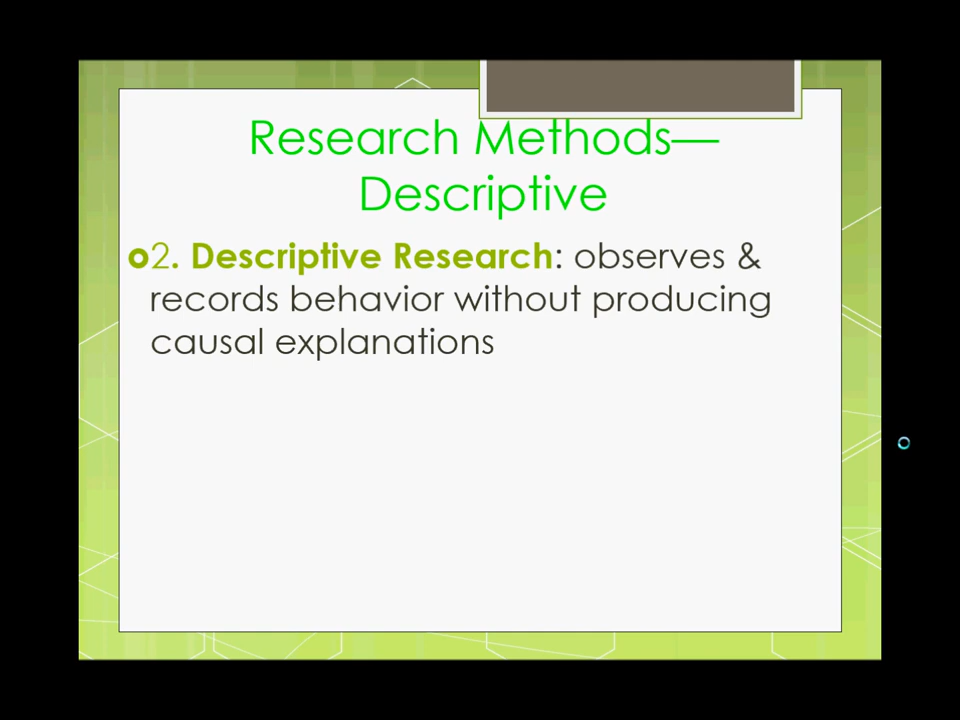 Research Methods—
Descriptive
2. Descriptive Research: observes &
records behavior without producing
causal explanations